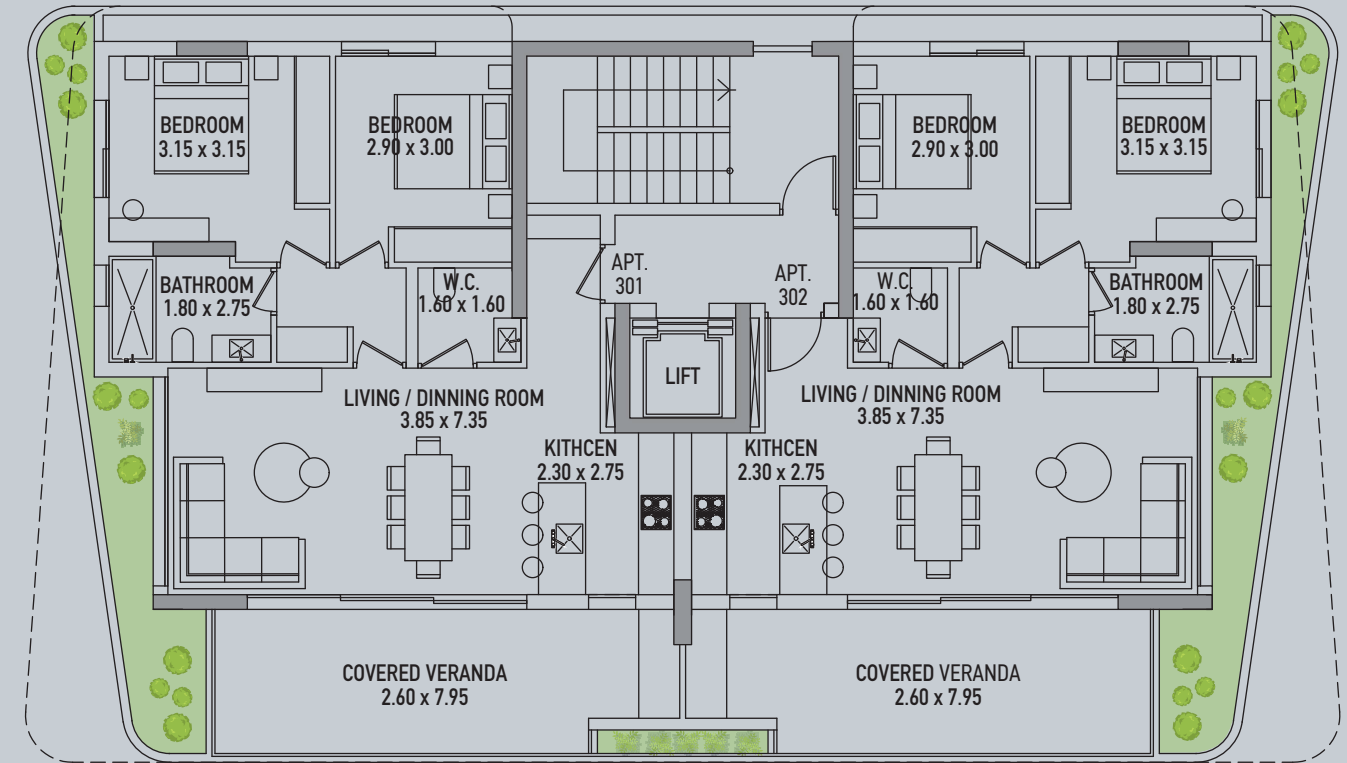 BEDROOM
3.15 x 3.15
BEDROOM
2.90 x 3.00
BEDROOM
2.90 x 3.00
BEDROOM
3.15 x 3.15
BATHROOM
1.80 x 2.75
W.C.
1.60 x 1.60
APT.
301
APT.
302
W.C.
1.60 x 1.60
BATHROOM
1.80 x 2.75
LIFT
LIVING / DINNING ROOM
3.85 x 7.35
LIVING / DINNING ROOM
3.85 x 7.35
KITHCEN
2.30 x 2.75
KITHCEN
2.30 x 2.75
COVERED VERANDA
2.60 x 7.95
COVERED VERANDA
2.60 x 7.95